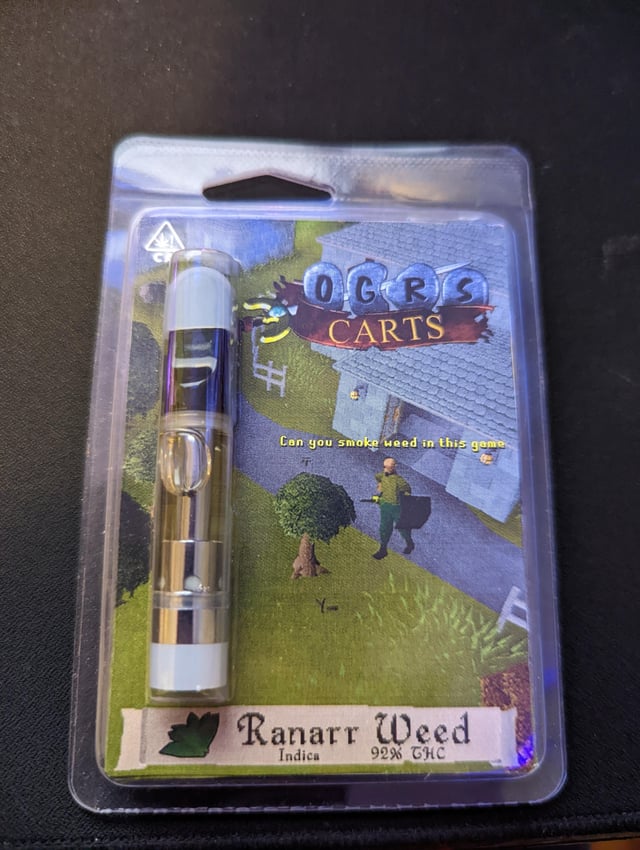 OGRS
CARTS
Can you smoke weed in this game
Ranarr Weed
Indica 92% THC